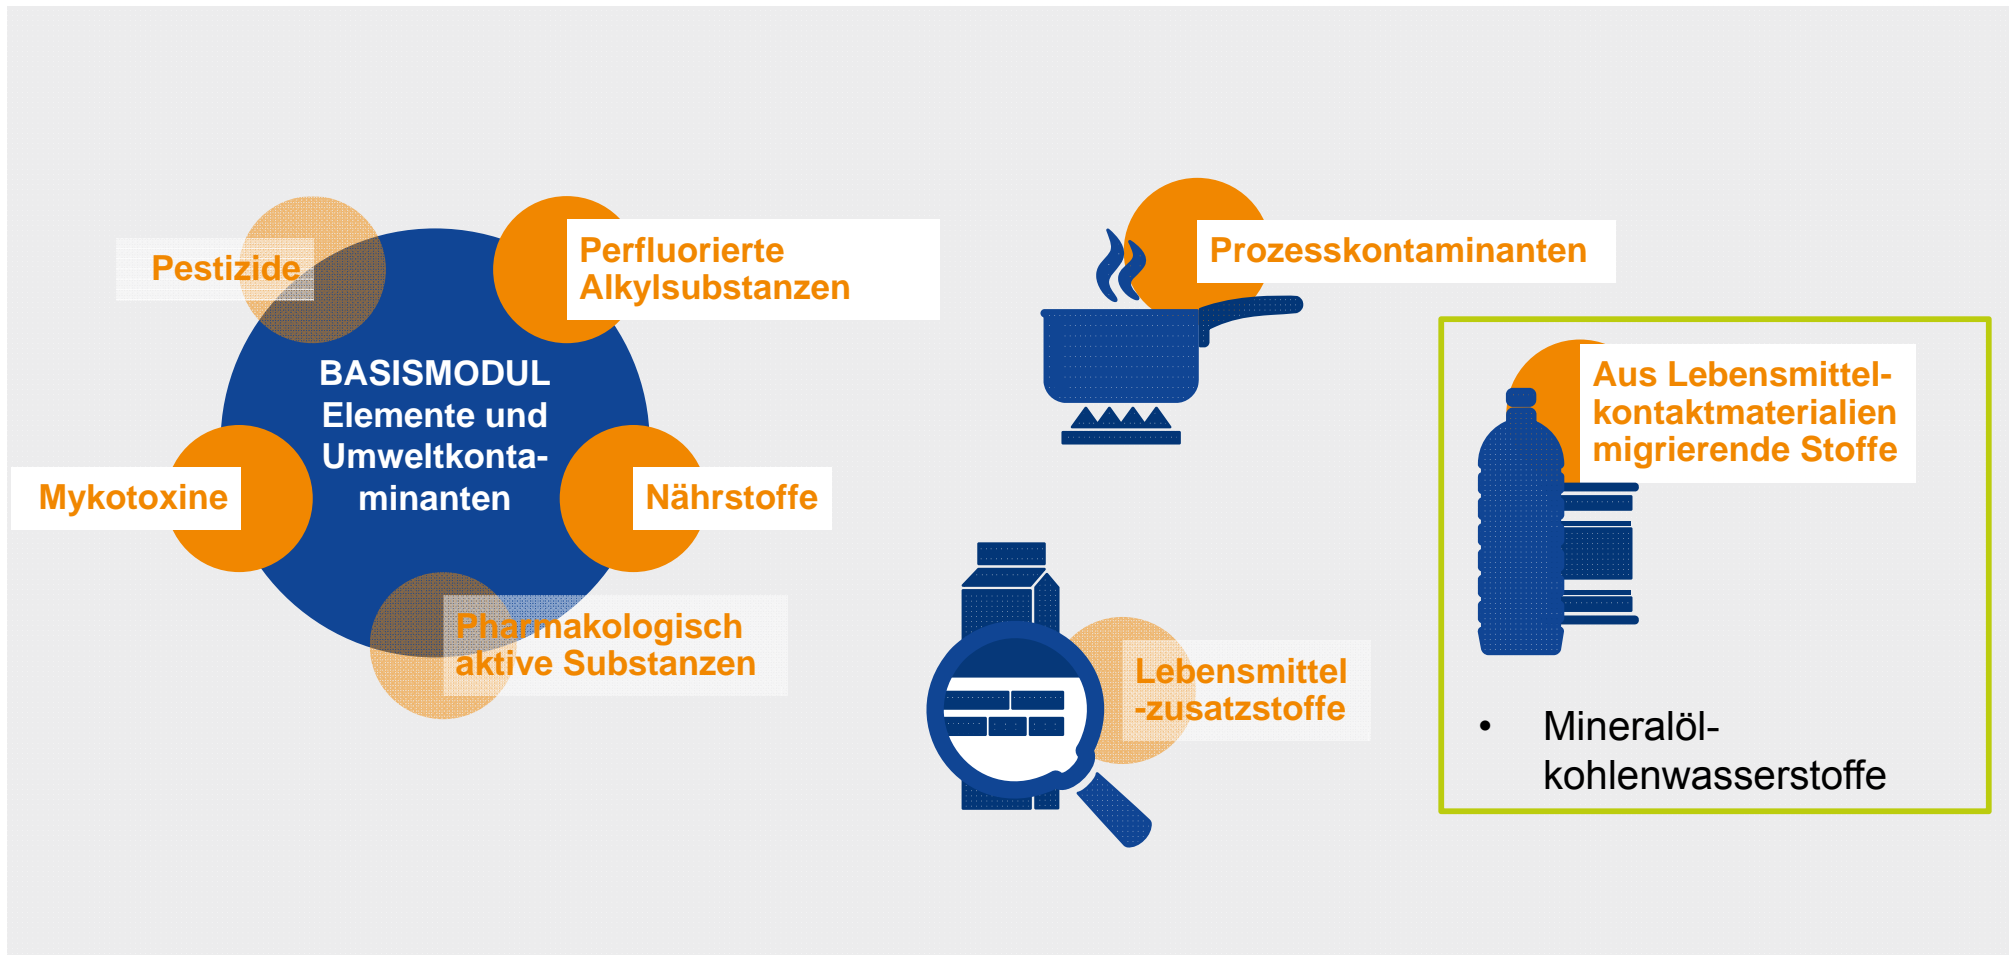 Pestizide
Perfluorierte
Alkylsubstanzen
BASISMODUL
Elemente und
Umweltkonta-
minanten
Mykotoxine
Nährstoffe
Pharmakologisch
aktive Substanzen
Prozesskontaminanten
Lebensmittel
-zusatzstoffe
Aus Lebensmittel-
kontaktmaterialien
migrierende Stoffe
• Mineralöl-
kohlenwasserstoffe